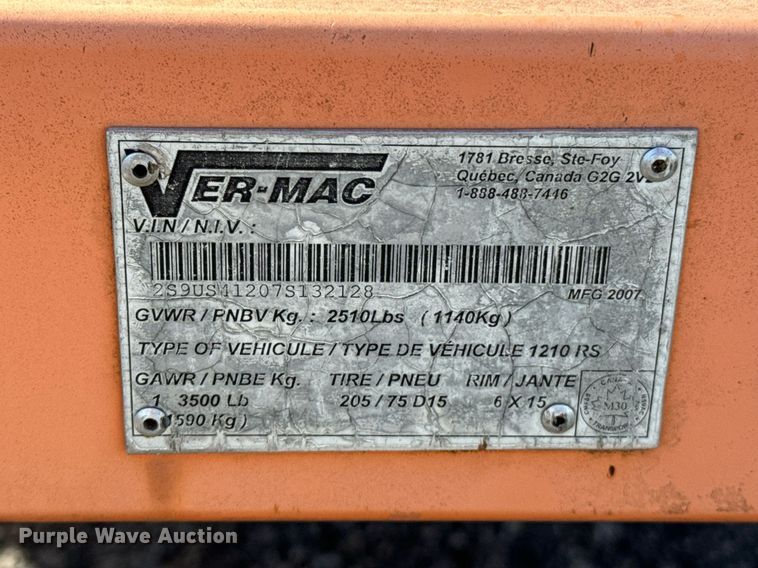 VER-MAC
1781 Bresse, Ste-Foy
Québec, Canada G2G 2V
1-888-488-7446
V.I.N / N.I.V. :
2S9US41207S132128
MFG 2007
GVWR / PNBV Kg. : 2510Lbs (1140Kg)
TYPE OF VEHICULE / TYPE DE VÉHICULE 1210 RS
GAWR / PNBE Kg. TIRE / PNEU RIM / JANTE
1 3500 Lb 205 / 75 D15 6 X 15
1590 Kg)
M30
TRANSPORT
Purple Wave Auction